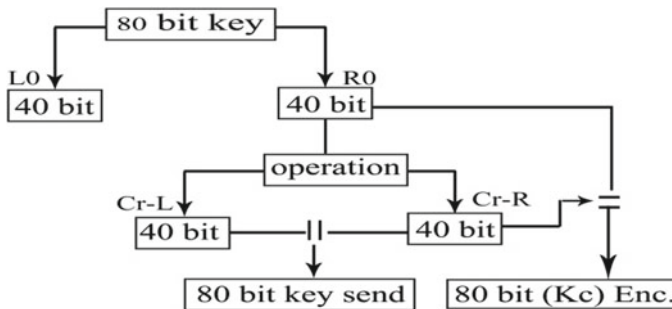 80 bit key
L0
R0
40 bit
40 bit
operation
Cr-L
Cr-R
40 bit
||
40 bit
=
80 bit key send
80 bit (Kc) Enc.